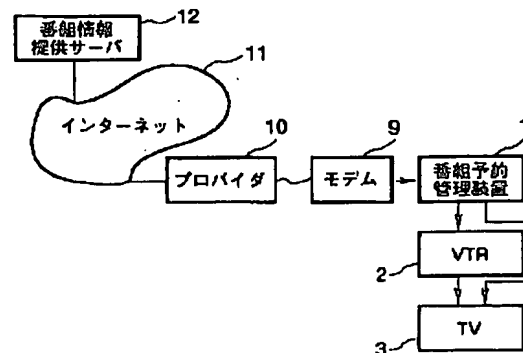 番組情報
提供サーバ
12
11
インターネット
10
プロバイダ
9
モデム
1
番組予約
管理装置
2
VTR
3
TV